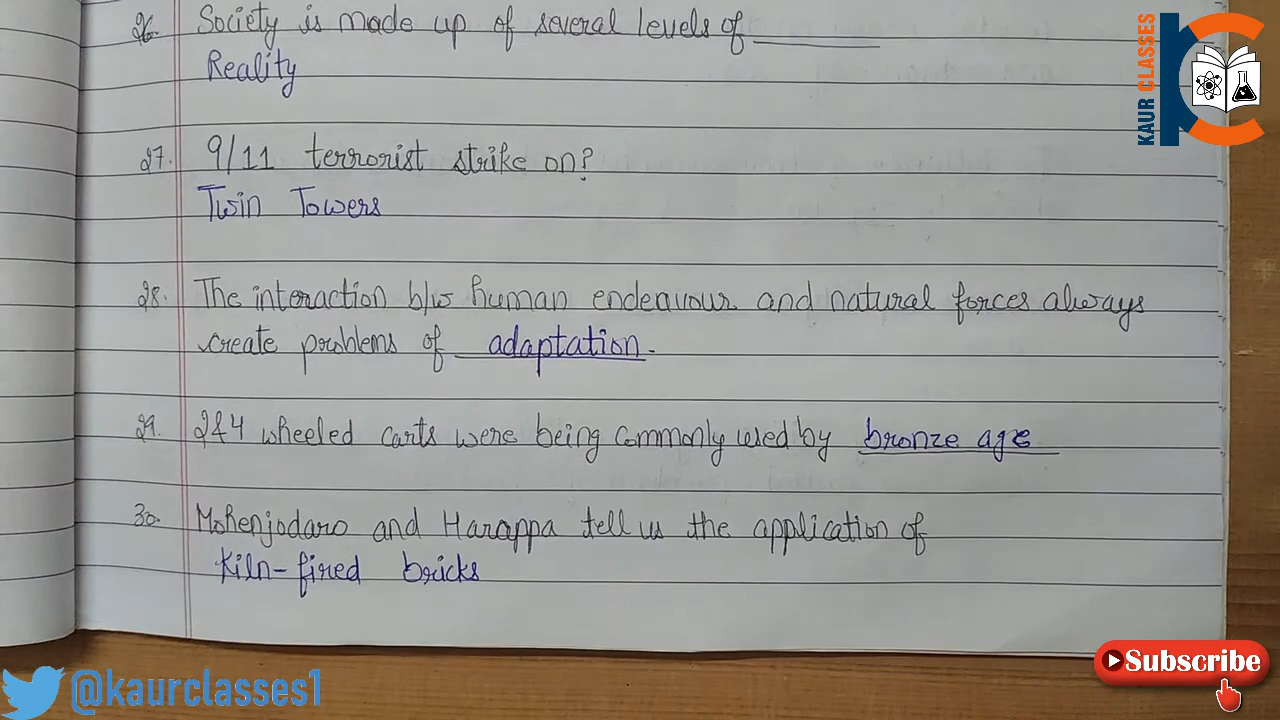 26. Society is made up of several levels of ________
Reality
27. 9/11 terrorist strike on?
Twin Towers
28. The interaction b/w human endeavour and natural forces always
create problems of adaptation.
29. 2&4 wheeled carts were being commonly used by bronze age
30. Mohenjodaro and Harappa tell us the application of
Kiln-fired bricks
KAUR CLASSES
Subscribe
@kaurclasses1